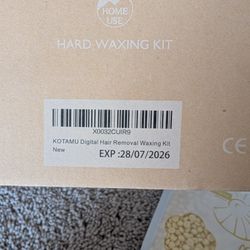 HOME
USE
HARD WAXING KIT
X0032CUIR9
KOTAMU Digital Hair Removal Waxing Kit
New
EXP :28/07/2026
CE